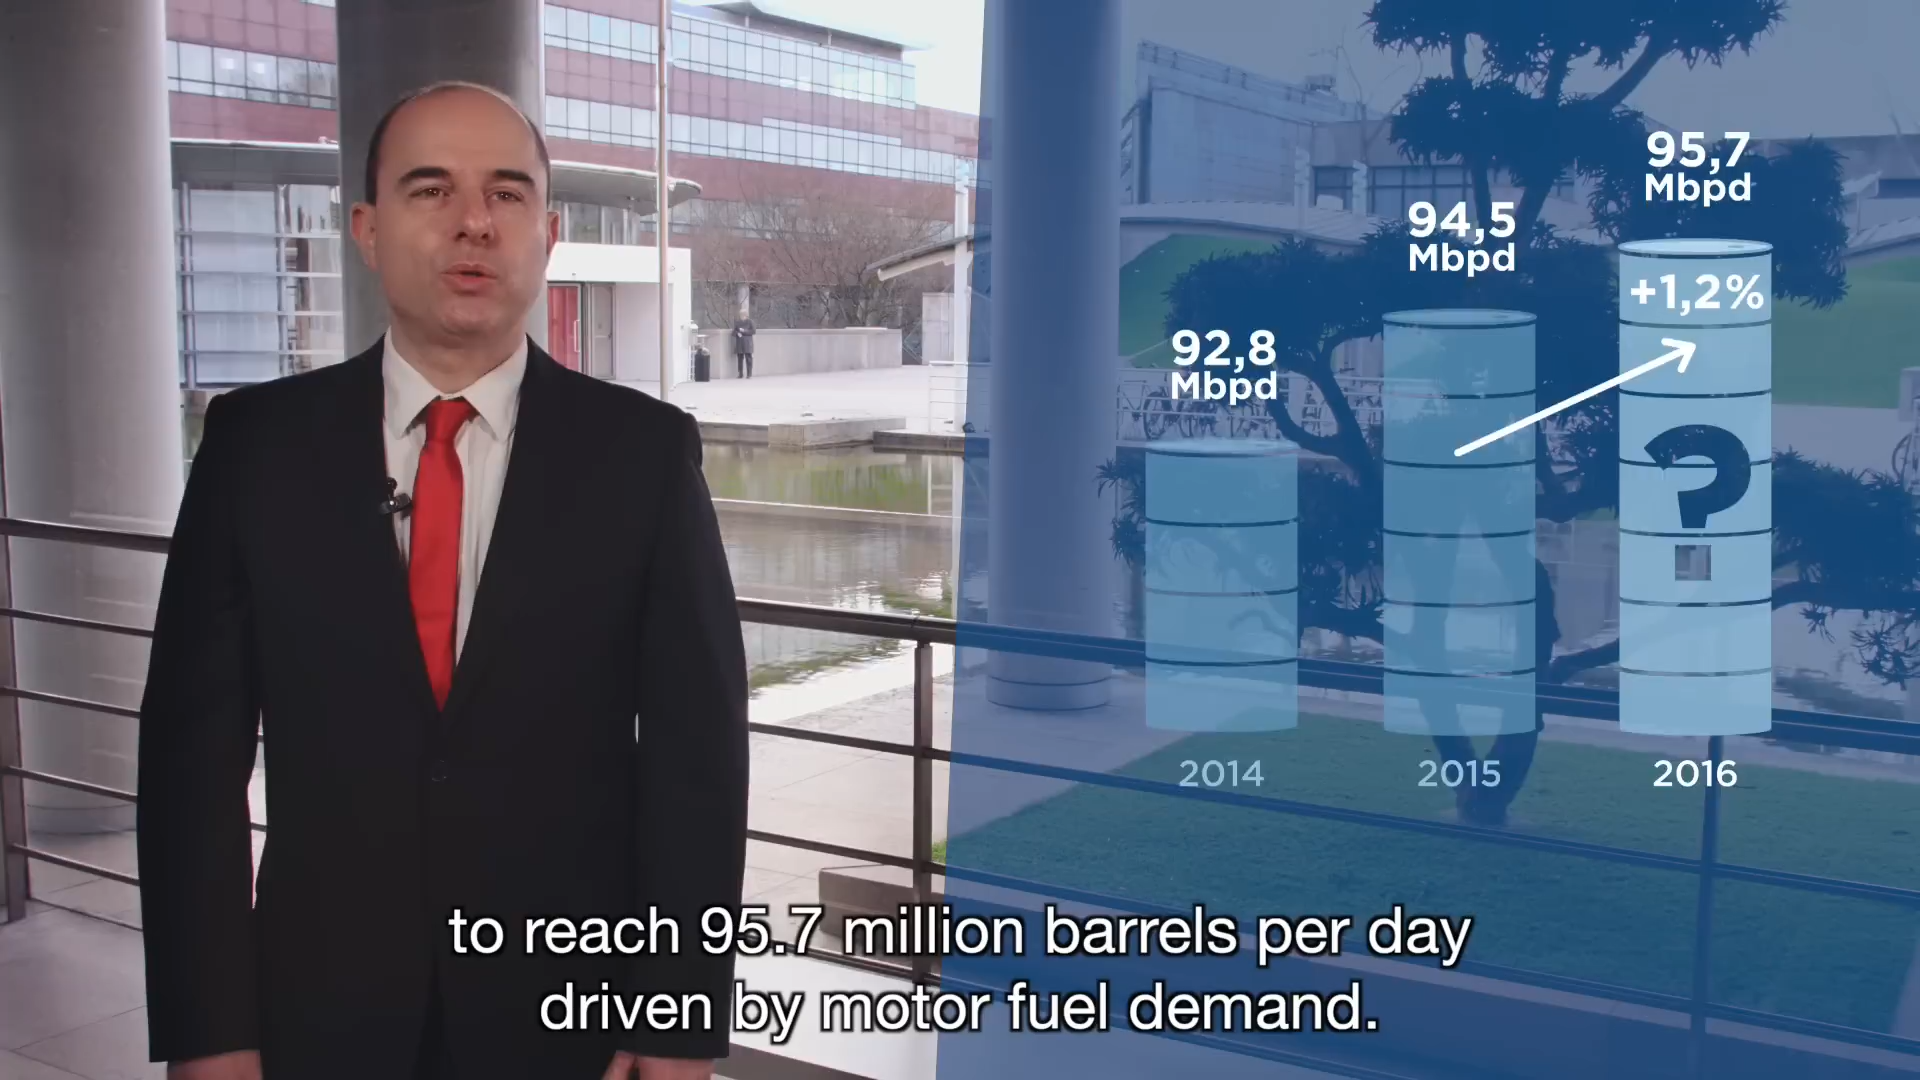 95,7
Mbpd
94,5
Mbpd
+1,2%
92,8
Mbpd
?
2014
2015
2016
to reach 95.7 million barrels per day
driven by motor fuel demand.